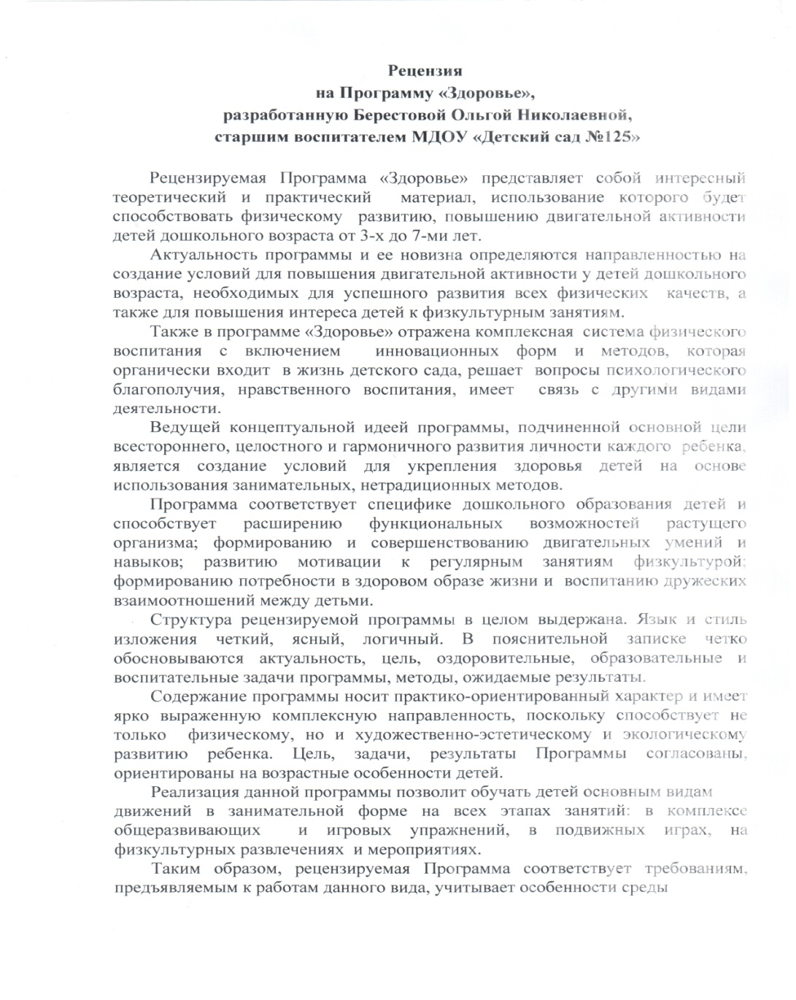 Рецензия
на Программу «Здоровье»,
разработанную Берестовой Ольгой Николаевной,
старшим воспитателем МДОУ «Детский сад №125»
Рецензируемая Программа «Здоровье» представляет собой интересный
теоретический и практический материал, использование которого будет
способствовать физическому развитию, повышению двигательной активности
детей дошкольного возраста от 3-х до 7-ми лет.
Актуальность программы и ее новизна определяются направленностью на
создание условий для повышения двигательной активности у детей дошкольного
возраста, необходимых для успешного развития всех физических качеств, а
также для повышения интереса детей к физкультурным занятиям.
Также в программе «Здоровье» отражена комплексная система физического
воспитания с включением инновационных форм и методов, которая
органически входит в жизнь детского сада, решает вопросы психологического
благополучия, нравственного воспитания, имеет связь с другими видами
деятельности.
Ведущей концептуальной идеей программы, подчиненной основной цели
всестороннего, целостного и гармоничного развития личности каждого ребенка,
является создание условий для укрепления здоровья детей на основе
использования занимательных, нетрадиционных методов.
Программа соответствует специфике дошкольного образования детей и
способствует расширению функциональных возможностей растущего
организма; формированию и совершенствованию двигательных умений и
навыков; развитию мотивации к регулярным занятиям физкультурой;
формированию потребности в здоровом образе жизни и воспитанию дружеских
взаимоотношений между детьми.
Структура рецензируемой программы в целом выдержана. Язык и стиль
изложения четкий, ясный, логичный. В пояснительной записке четко
обосновываются актуальность, цель, оздоровительные, образовательные и
воспитательные задачи программы, методы, ожидаемые результаты.
Содержание программы носит практико-ориентированный характер и имеет
ярко выраженную комплексную направленность, поскольку способствует не
только физическому, но и художественно-эстетическому и экологическому
развитию ребенка. Цель, задачи, результаты Программы согласованы,
ориентированы на возрастные особенности детей.
Реализация данной программы позволит обучать детей основным видам
движений в занимательной форме на всех этапах занятий: в комплексе
общеразвивающих и игровых упражнений, в подвижных играх, на
физкультурных развлечениях и мероприятиях.
Таким образом, рецензируемая Программа соответствует требованиям,
предъявляемым к работам данного вида, учитывает особенности среды